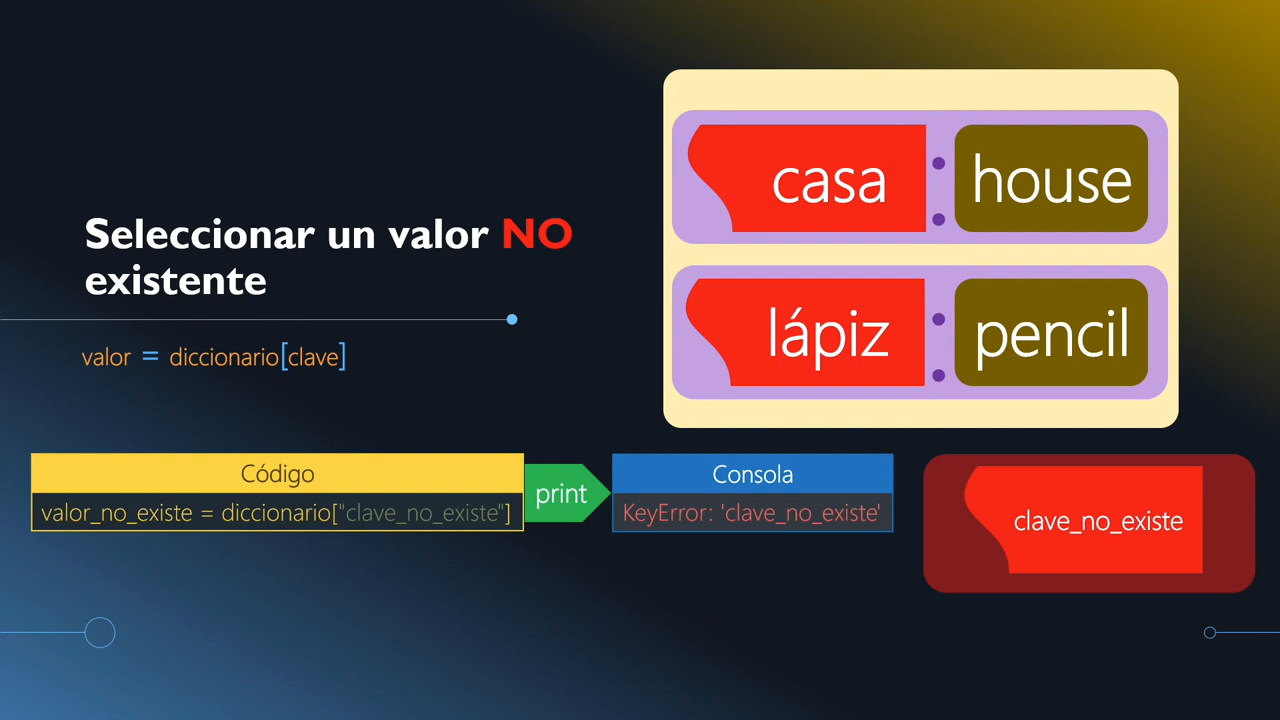 Seleccionar un valor NO
existente
valor = diccionario[clave]
casa : house
lápiz : pencil
Código
valor_no_existe = diccionario["clave_no_existe"]
print
Consola
KeyError: 'clave_no_existe'
clave_no_existe